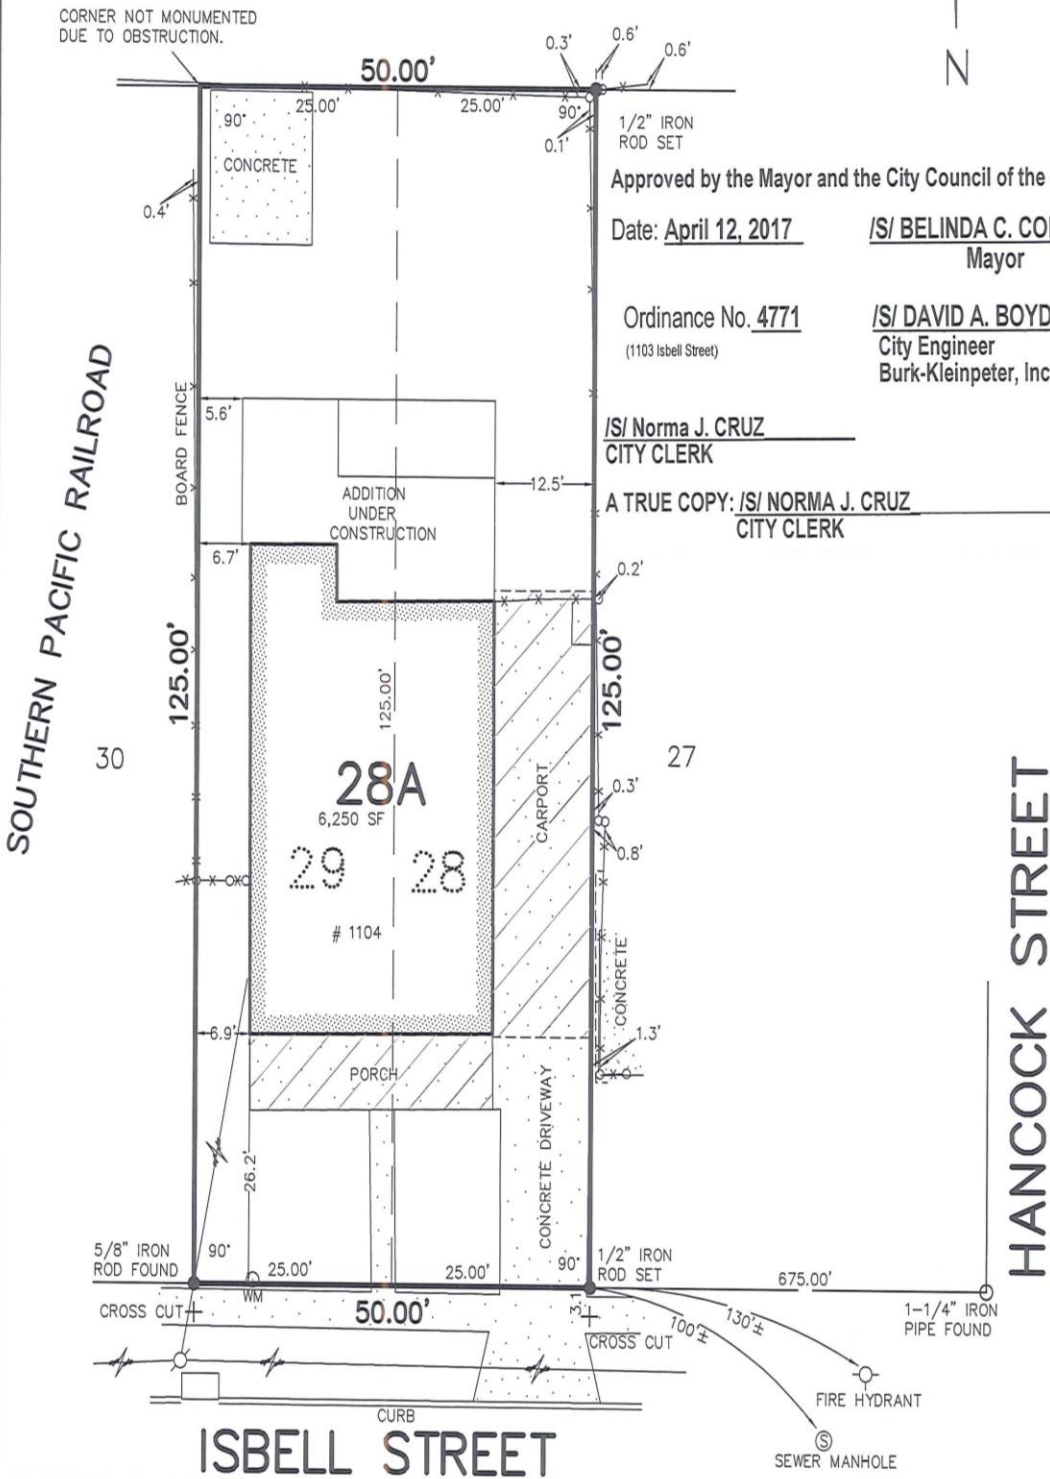 CORNER NOT MONUMENTED
DUE TO OBSTRUCTION.
50.00'
0.3'
0.6'
0.6'
N
25.00'
25.00'
90°
90°
0.1'
1/2" IRON
ROD SET
CONCRETE
0.4'
Approved by the Mayor and the City Council of the
Date: April 12, 2017
/S/ BELINDA C. CO
Mayor
Ordinance No. 4771
(1103 Isbell Street)
/S/ DAVID A. BOYD
City Engineer
Burk-Kleinpeter, Inc
/S/ Norma J. CRUZ
CITY CLERK
A TRUE COPY: /S/ NORMA J. CRUZ
CITY CLERK
SOUTHERN PACIFIC RAILROAD
BOARD FENCE
5.6'
12.5'
ADDITION
UNDER
CONSTRUCTION
6.7'
0.2'
125.00'
125.00'
125.00'
30
27
28A
6,250 SF
29 28
# 1104
CARPORT
0.3'
0.8'
CONCRETE
1.3'
6.9'
PORCH
CONCRETE DRIVEWAY
26.2'
HANCOCK STREET
5/8" IRON
ROD FOUND
90°
25.00'
25.00'
90°
1/2" IRON
ROD SET
675.00'
WM
CROSS CUT
50.00'
3.1
CROSS CUT
100'±
130'±
1-1/4" IRON
PIPE FOUND
FIRE HYDRANT
CURB
ISBELL STREET
S
SEWER MANHOLE